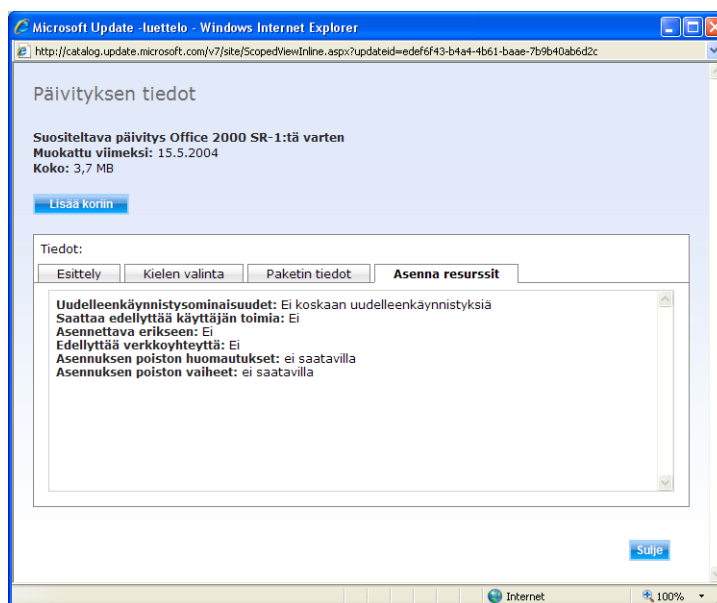 Microsoft Update -luettelo - Windows Internet Explorer
http://catalog.update.microsoft.com/v7/site/ScopedViewInline.aspx?updateid=edef6f43-b4a4-4b61-baae-7b9b40ab6d2c
Päivityksen tiedot
Suositeltava päivitys Office 2000 SR-1:tä varten
Muokattu viimeksi: 15.5.2004
Koko: 3,7 MB
Lisää koriin
Tiedot:
Esittely Kielen valinta Paketin tiedot Asenna resurssit
Uudelleenkäynnistysominaisuudet: Ei koskaan uudelleenkäynnistyksiä
Saattaa edellyttää käyttäjän toimia: Ei
Asennettava erikseen: Ei
Edellyttää verkkoyhteyttä: Ei
Asennuksen poiston huomautukset: ei saatavilla
Asennuksen poiston vaiheet: ei saatavilla
Sulje
Internet 100%